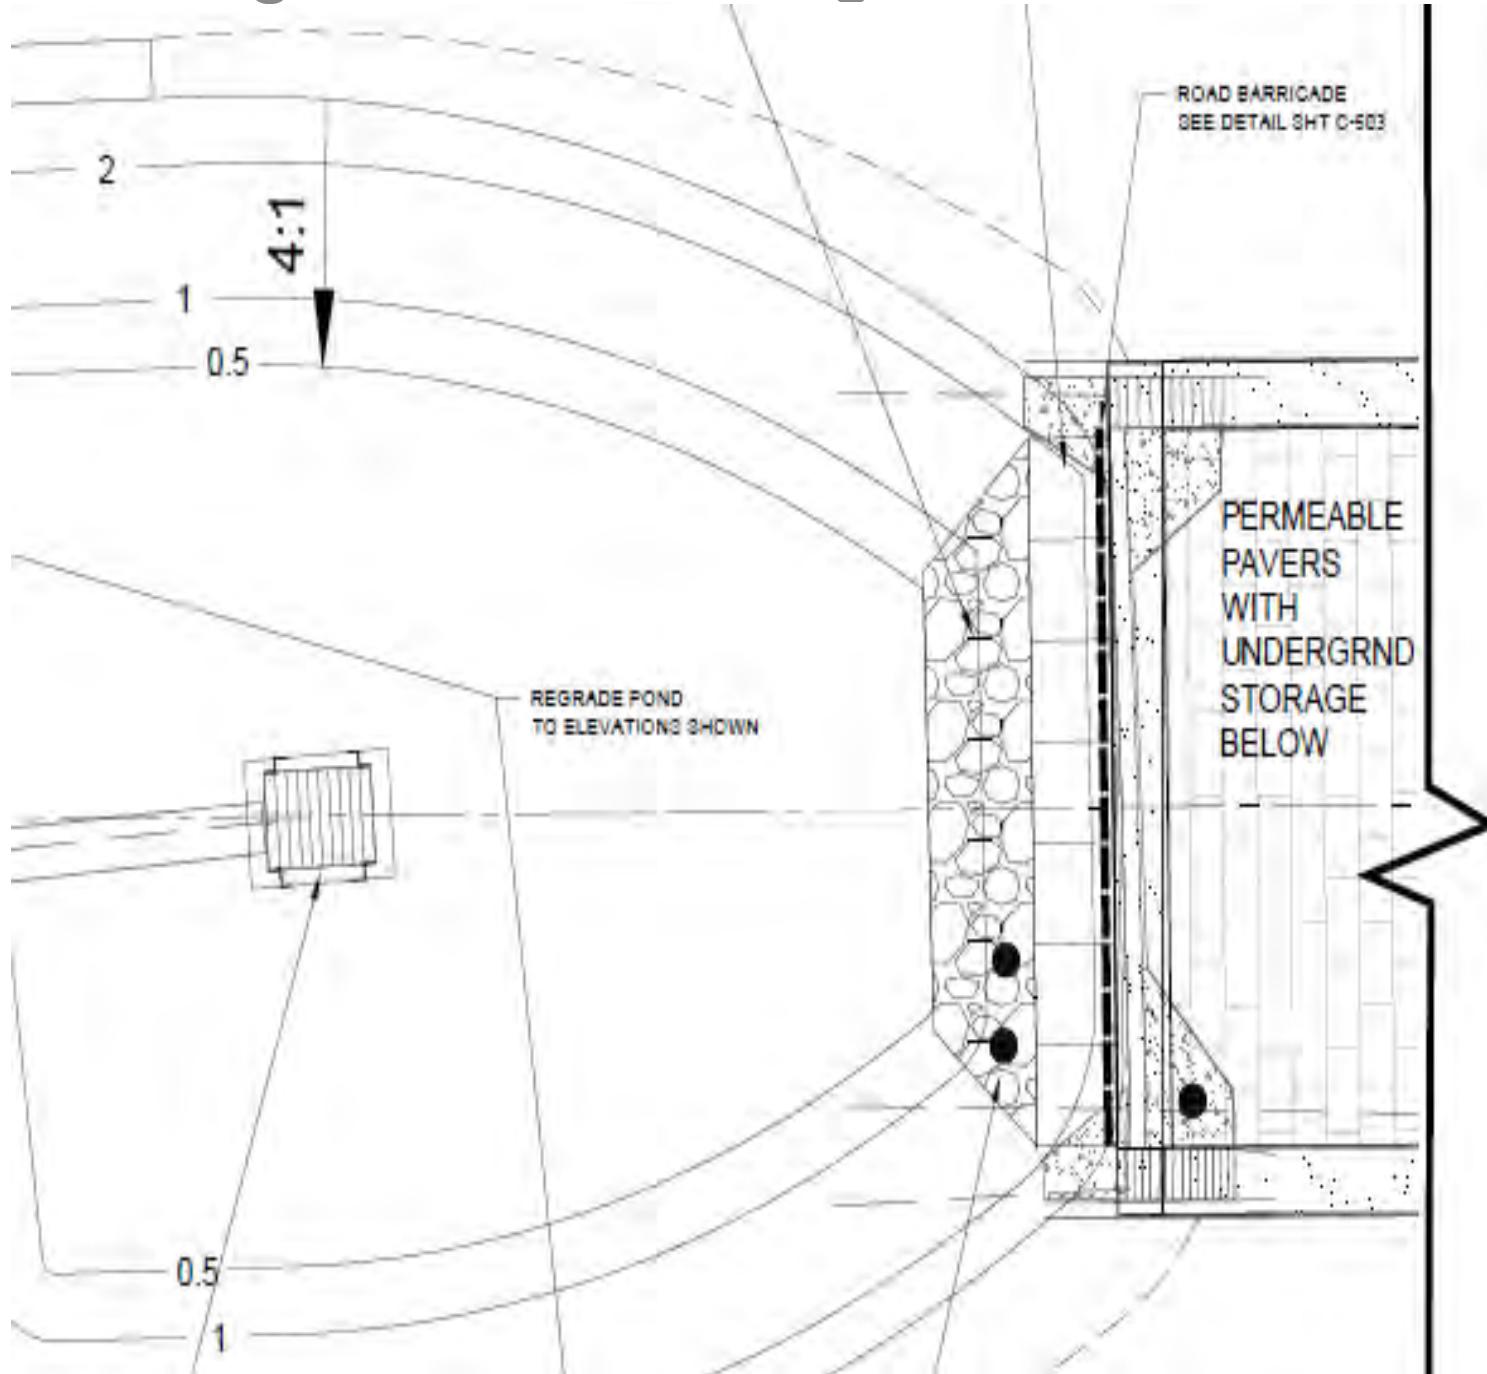 ROAD BARRICADE
SEE DETAIL SHT C-503
2
4:1
1
0.5
PERMEABLE
PAVERS
WITH
UNDERGRND
STORAGE
BELOW
REGRADE POND
TO ELEVATIONS SHOWN
0.5
1